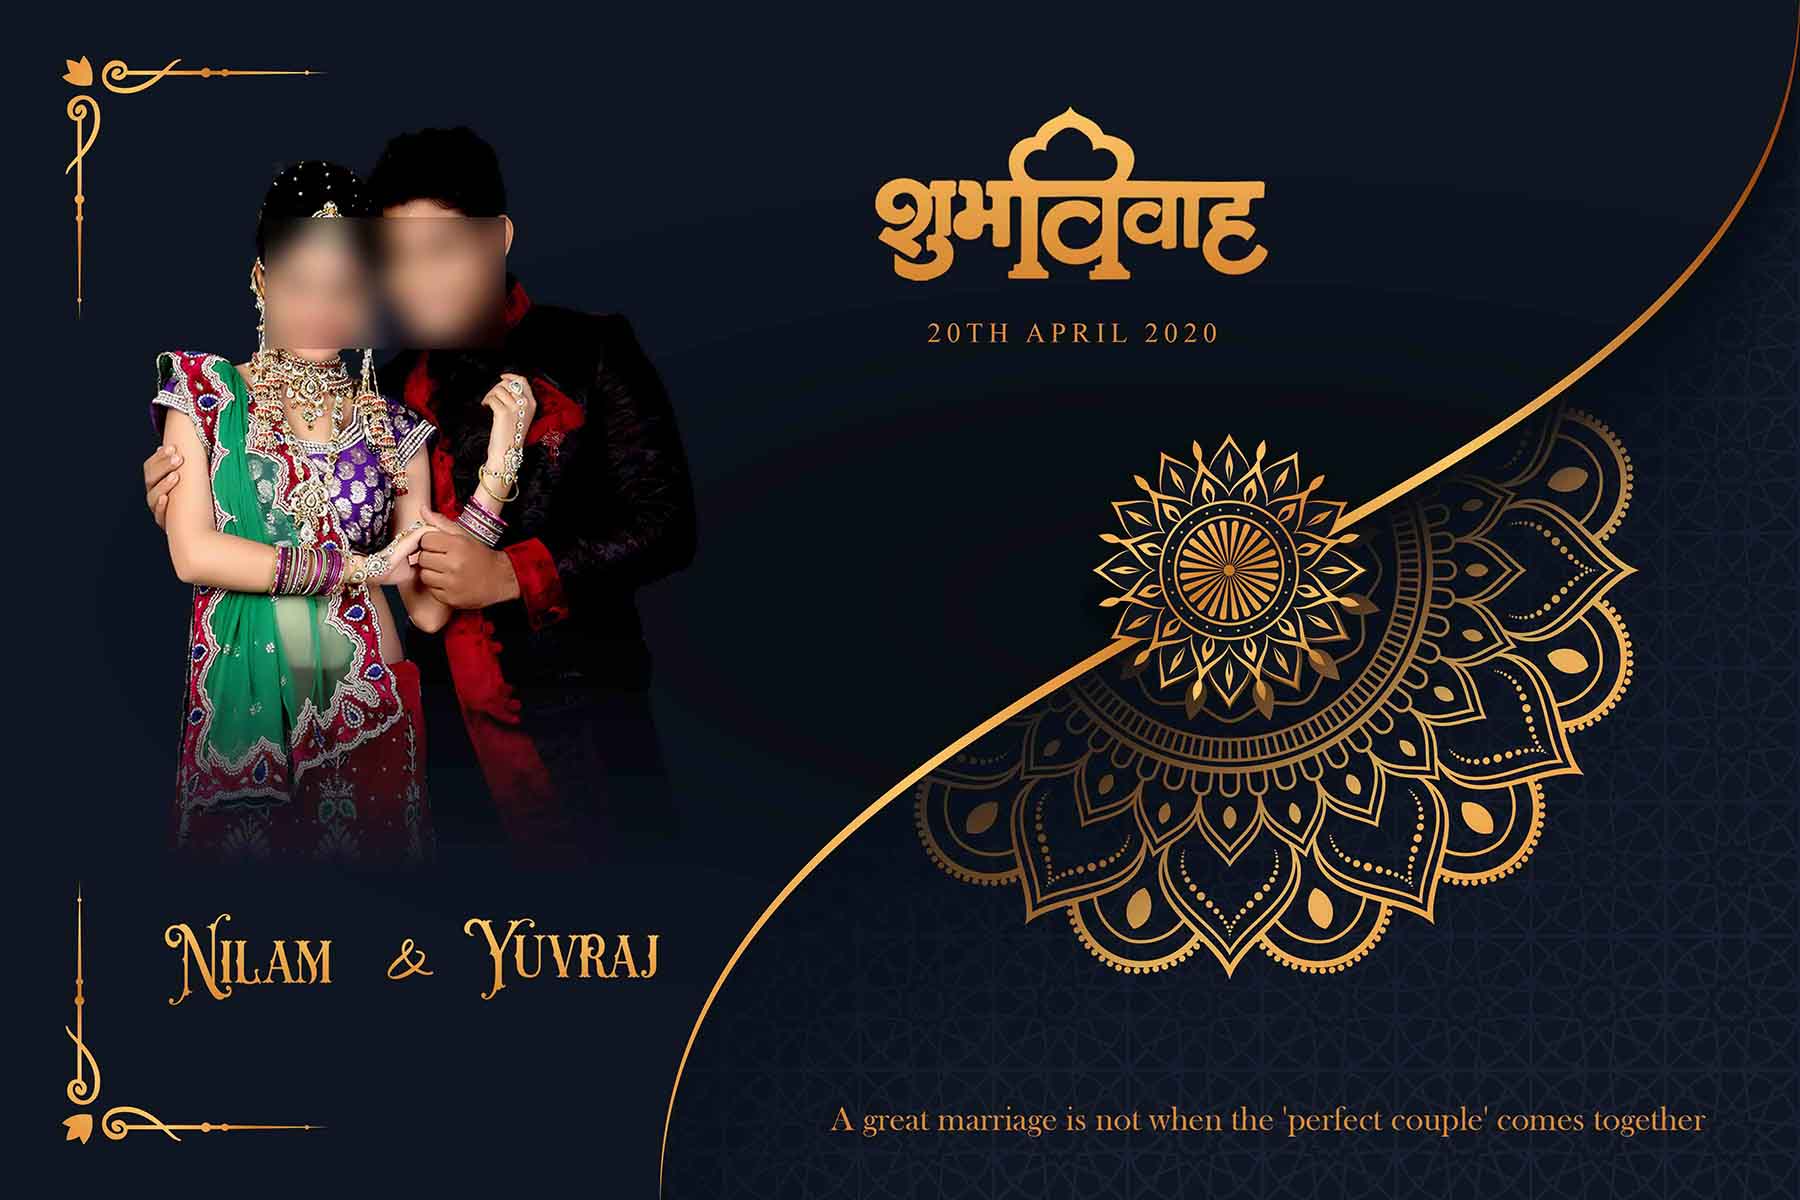 शुभविवाह
20TH APRIL 2020
NILAM & YUVRAJ
A great marriage is not when the 'perfect couple' comes together